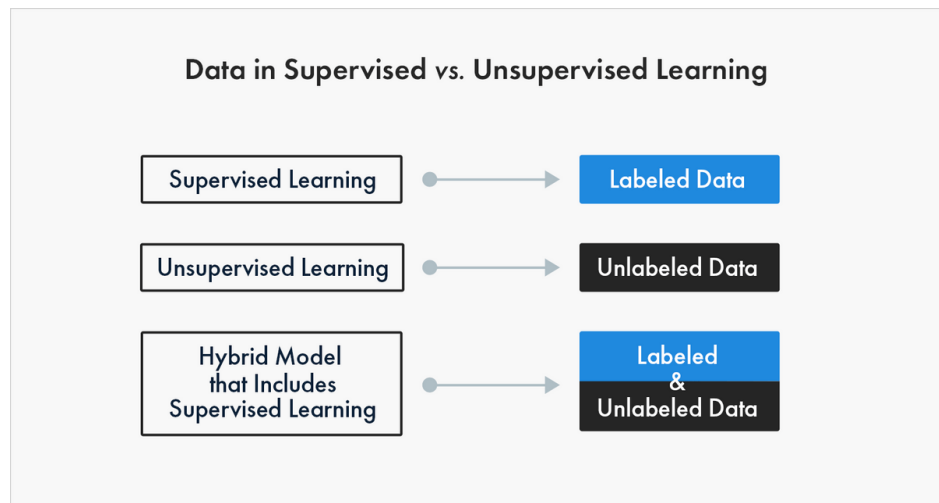 Data in Supervised vs. Unsupervised Learning
Supervised Learning
Labeled Data
Unsupervised Learning
Unlabeled Data
Hybrid Model
that Includes
Supervised Learning
Labeled
&
Unlabeled Data